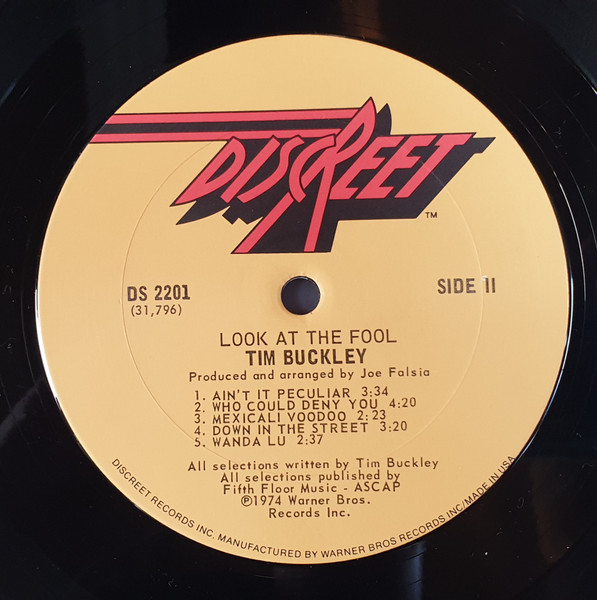 DISCREET
™
DS 2201
(31,796)
SIDE II
LOOK AT THE FOOL
TIM BUCKLEY
Produced and arranged by Joe Falsia
1. AIN'T IT PECULIAR 3:34
2. WHO COULD DENY YOU 4:20
3. MEXICALI VOODOO 2:23
4. DOWN IN THE STREET 3:20
5. WANDA LU 2:37
All selections written by Tim Buckley
All selections published by
Fifth Floor Music - ASCAP
℗1974 Warner Bros.
Records Inc.
DISCREET RECORDS INC. MANUFACTURED BY WARNER BROS RECORDS INC/MADE IN USA